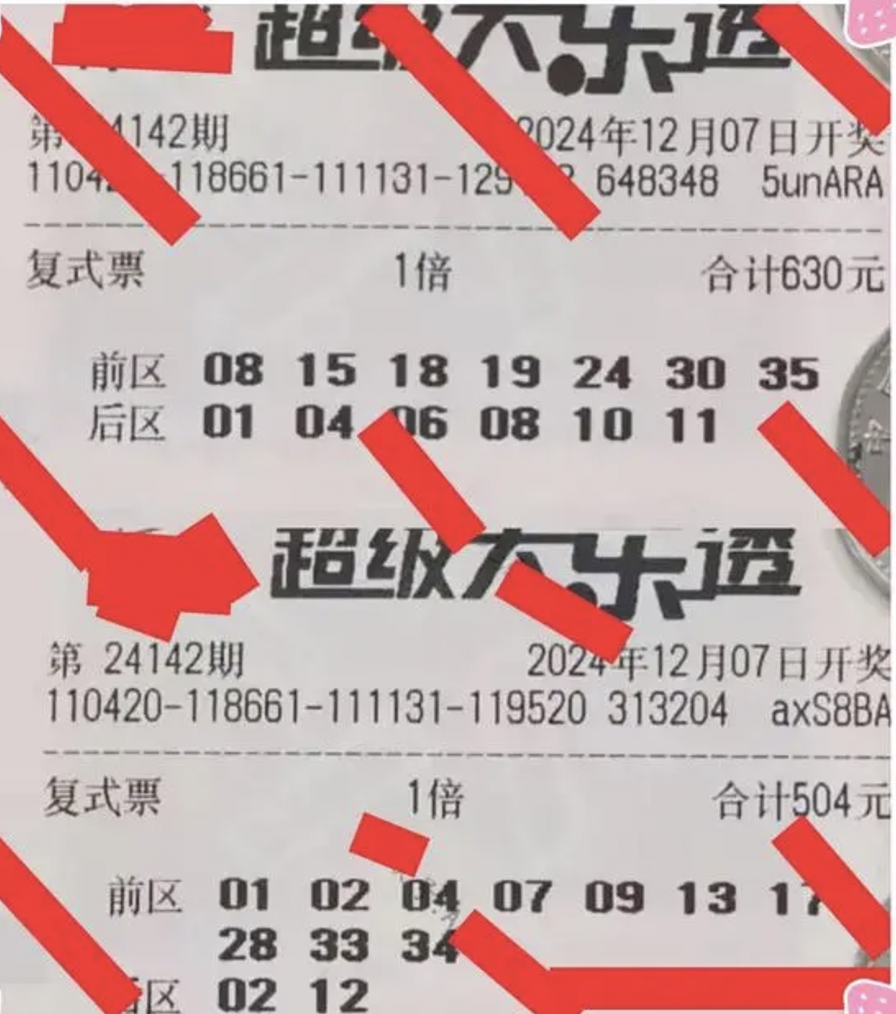 超级大乐透
第 24142期 2024年12月07日开奖
118661-111131- 648348 5unARA
复式票 1倍 合计630元
前区 08 15 18 19 24 30 35
后区 01 04 06 08 10 11
超级大乐透
第 24142期 2024年12月07日开奖
110420-118661-111131-119520 313204 axS8BA
复式票 1倍 合计504元
前区 01 02 04 07 09 13 17
28 33 34
后区 02 12